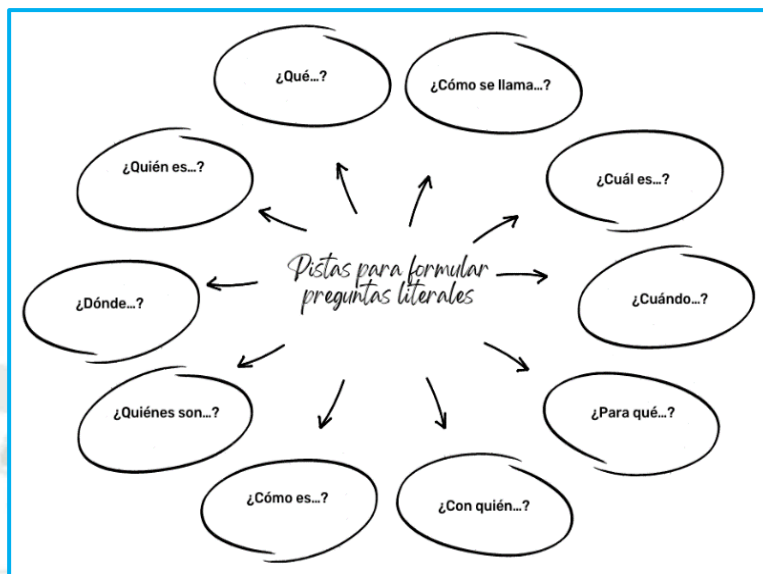 ¿Qué...?
¿Cómo se llama...?
¿Quién es...?
¿Cuál es...?
Pistas para formular
preguntas literales
¿Dónde...?
¿Cuándo...?
¿Quiénes son...?
¿Para qué...?
¿Cómo es...?
¿Con quién...?